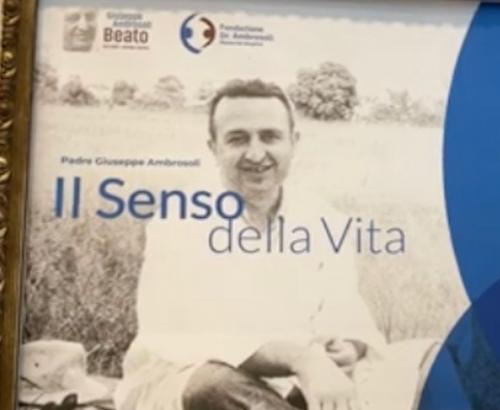 Giuseppe
Ambrosoli
Beato
Fondazione
Dr. Ambrosoli
Padre Giuseppe Ambrosoli
Il Senso
della Vita